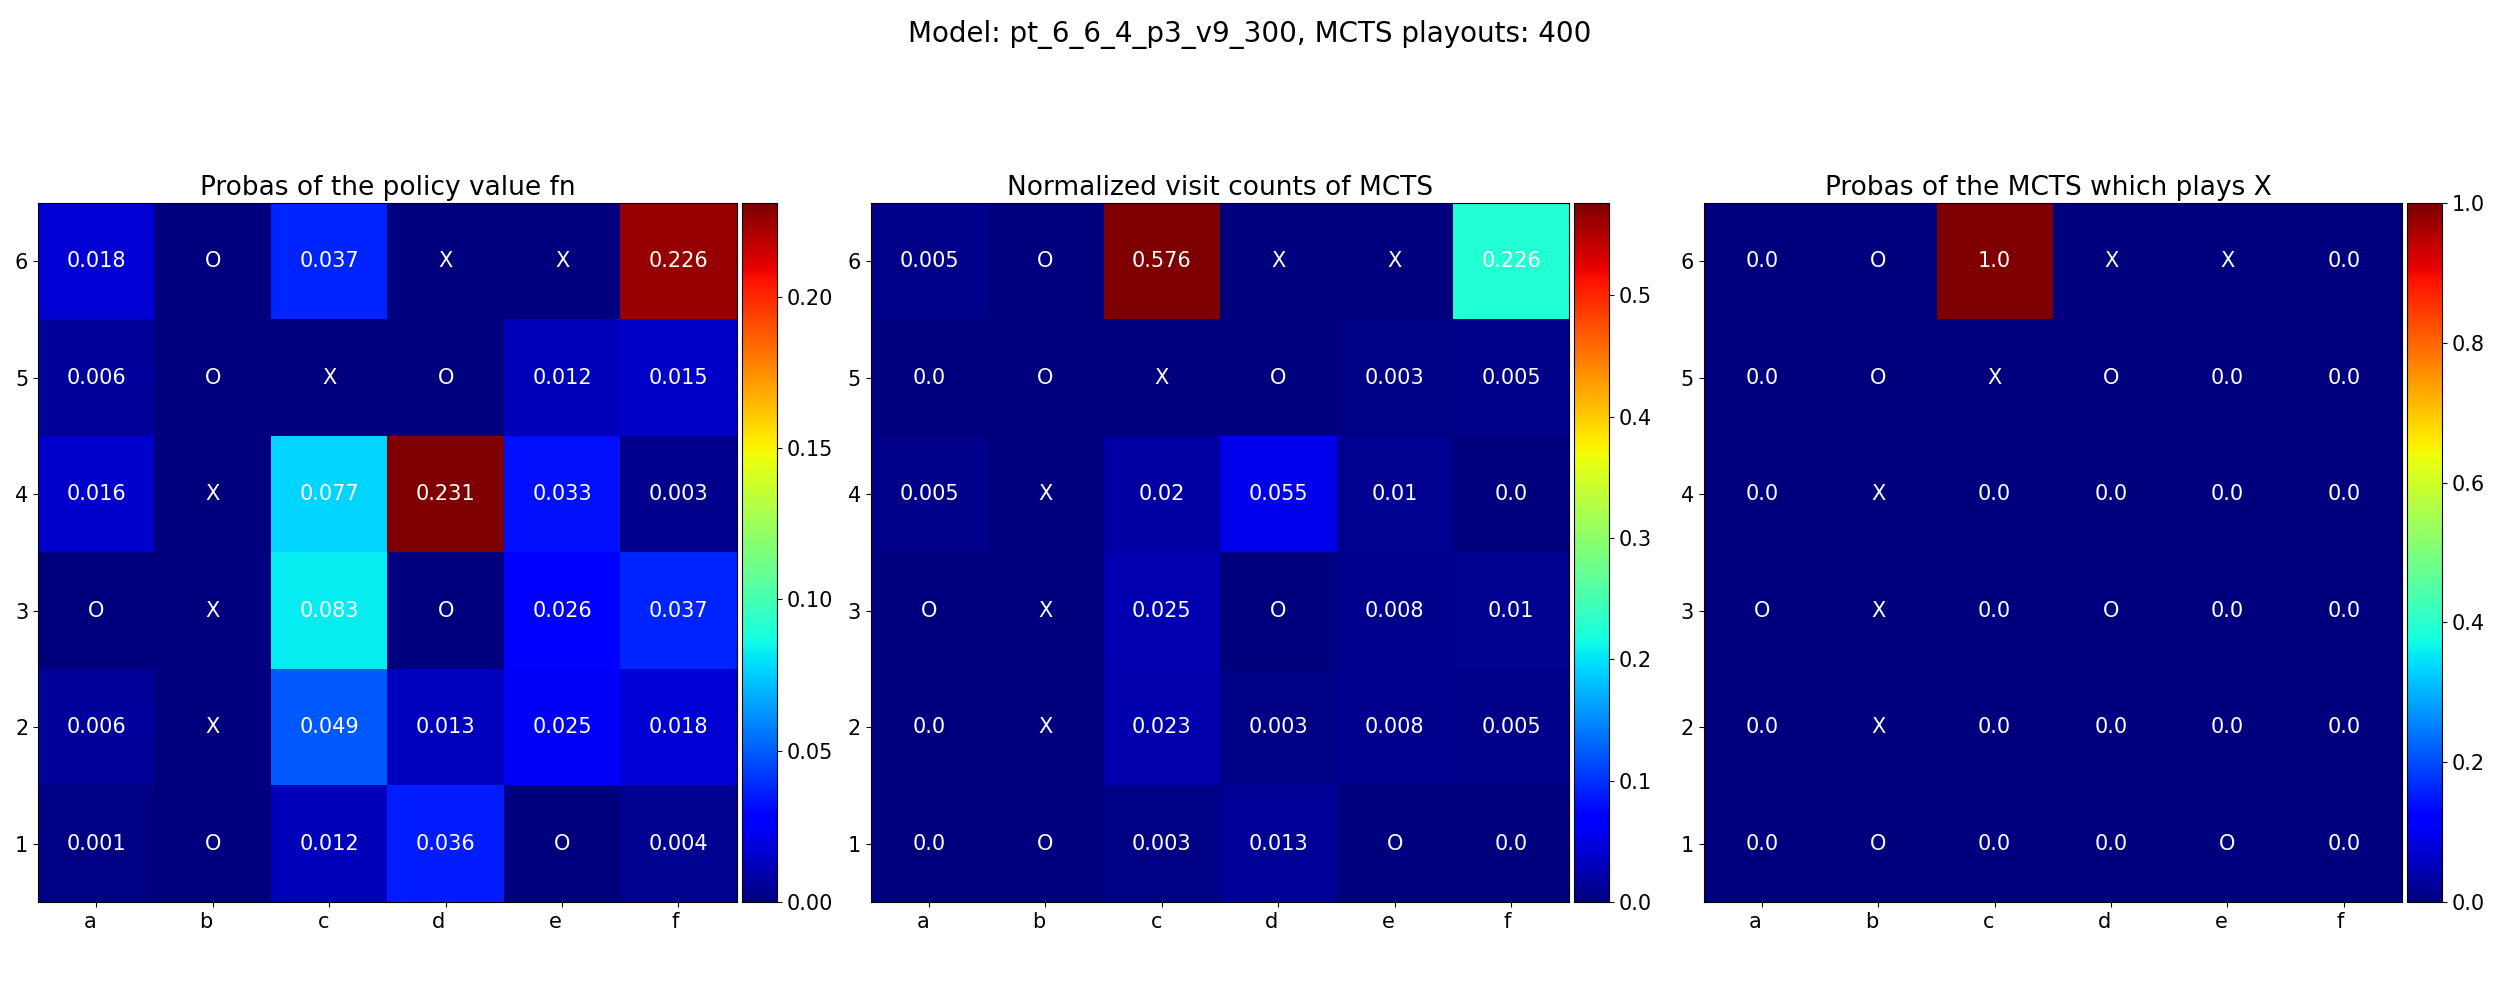 Model: pt_6_6_4_p3_v9_300, MCTS playouts: 400
Probas of the policy value fn
6 0.018 O 0.037 X X 0.226
5 0.006 O X O 0.012 0.015
4 0.016 X 0.077 0.231 0.033 0.003
3 O X 0.083 O 0.026 0.037
2 0.006 X 0.049 0.013 0.025 0.018
1 0.001 O 0.012 0.036 O 0.004
a b c d e f
0.20
0.15
0.10
0.05
0.00
Normalized visit counts of MCTS
6 0.005 O 0.576 X X 0.226
5 0.0 O X O 0.003 0.005
4 0.005 X 0.02 0.055 0.01 0.0
3 O X 0.025 O 0.008 0.01
2 0.0 X 0.023 0.003 0.008 0.005
1 0.0 O 0.003 0.013 O 0.0
a b c d e f
0.5
0.4
0.3
0.2
0.1
0.0
Probas of the MCTS which plays X
6 0.0 O 1.0 X X 0.0
5 0.0 O X O 0.0 0.0
4 0.0 X 0.0 0.0 0.0 0.0
3 O X 0.0 O 0.0 0.0
2 0.0 X 0.0 0.0 0.0 0.0
1 0.0 O 0.0 0.0 O 0.0
a b c d e f
1.0
0.8
0.6
0.4
0.2
0.0